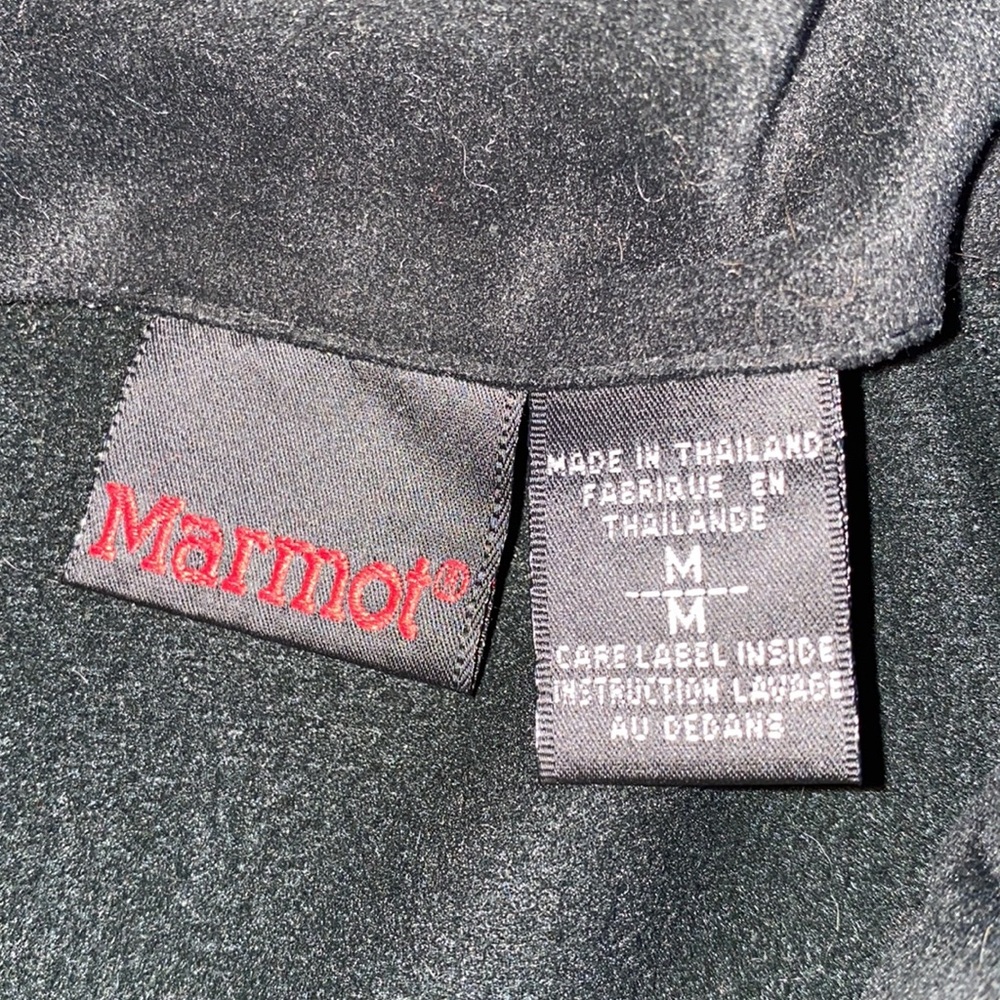 Marmot®
MADE IN THAILAND
FABRIQUE EN
THAILANDE
M
M
CARE LABEL INSIDE
INSTRUCTION LAVAGE
AU DEDANS